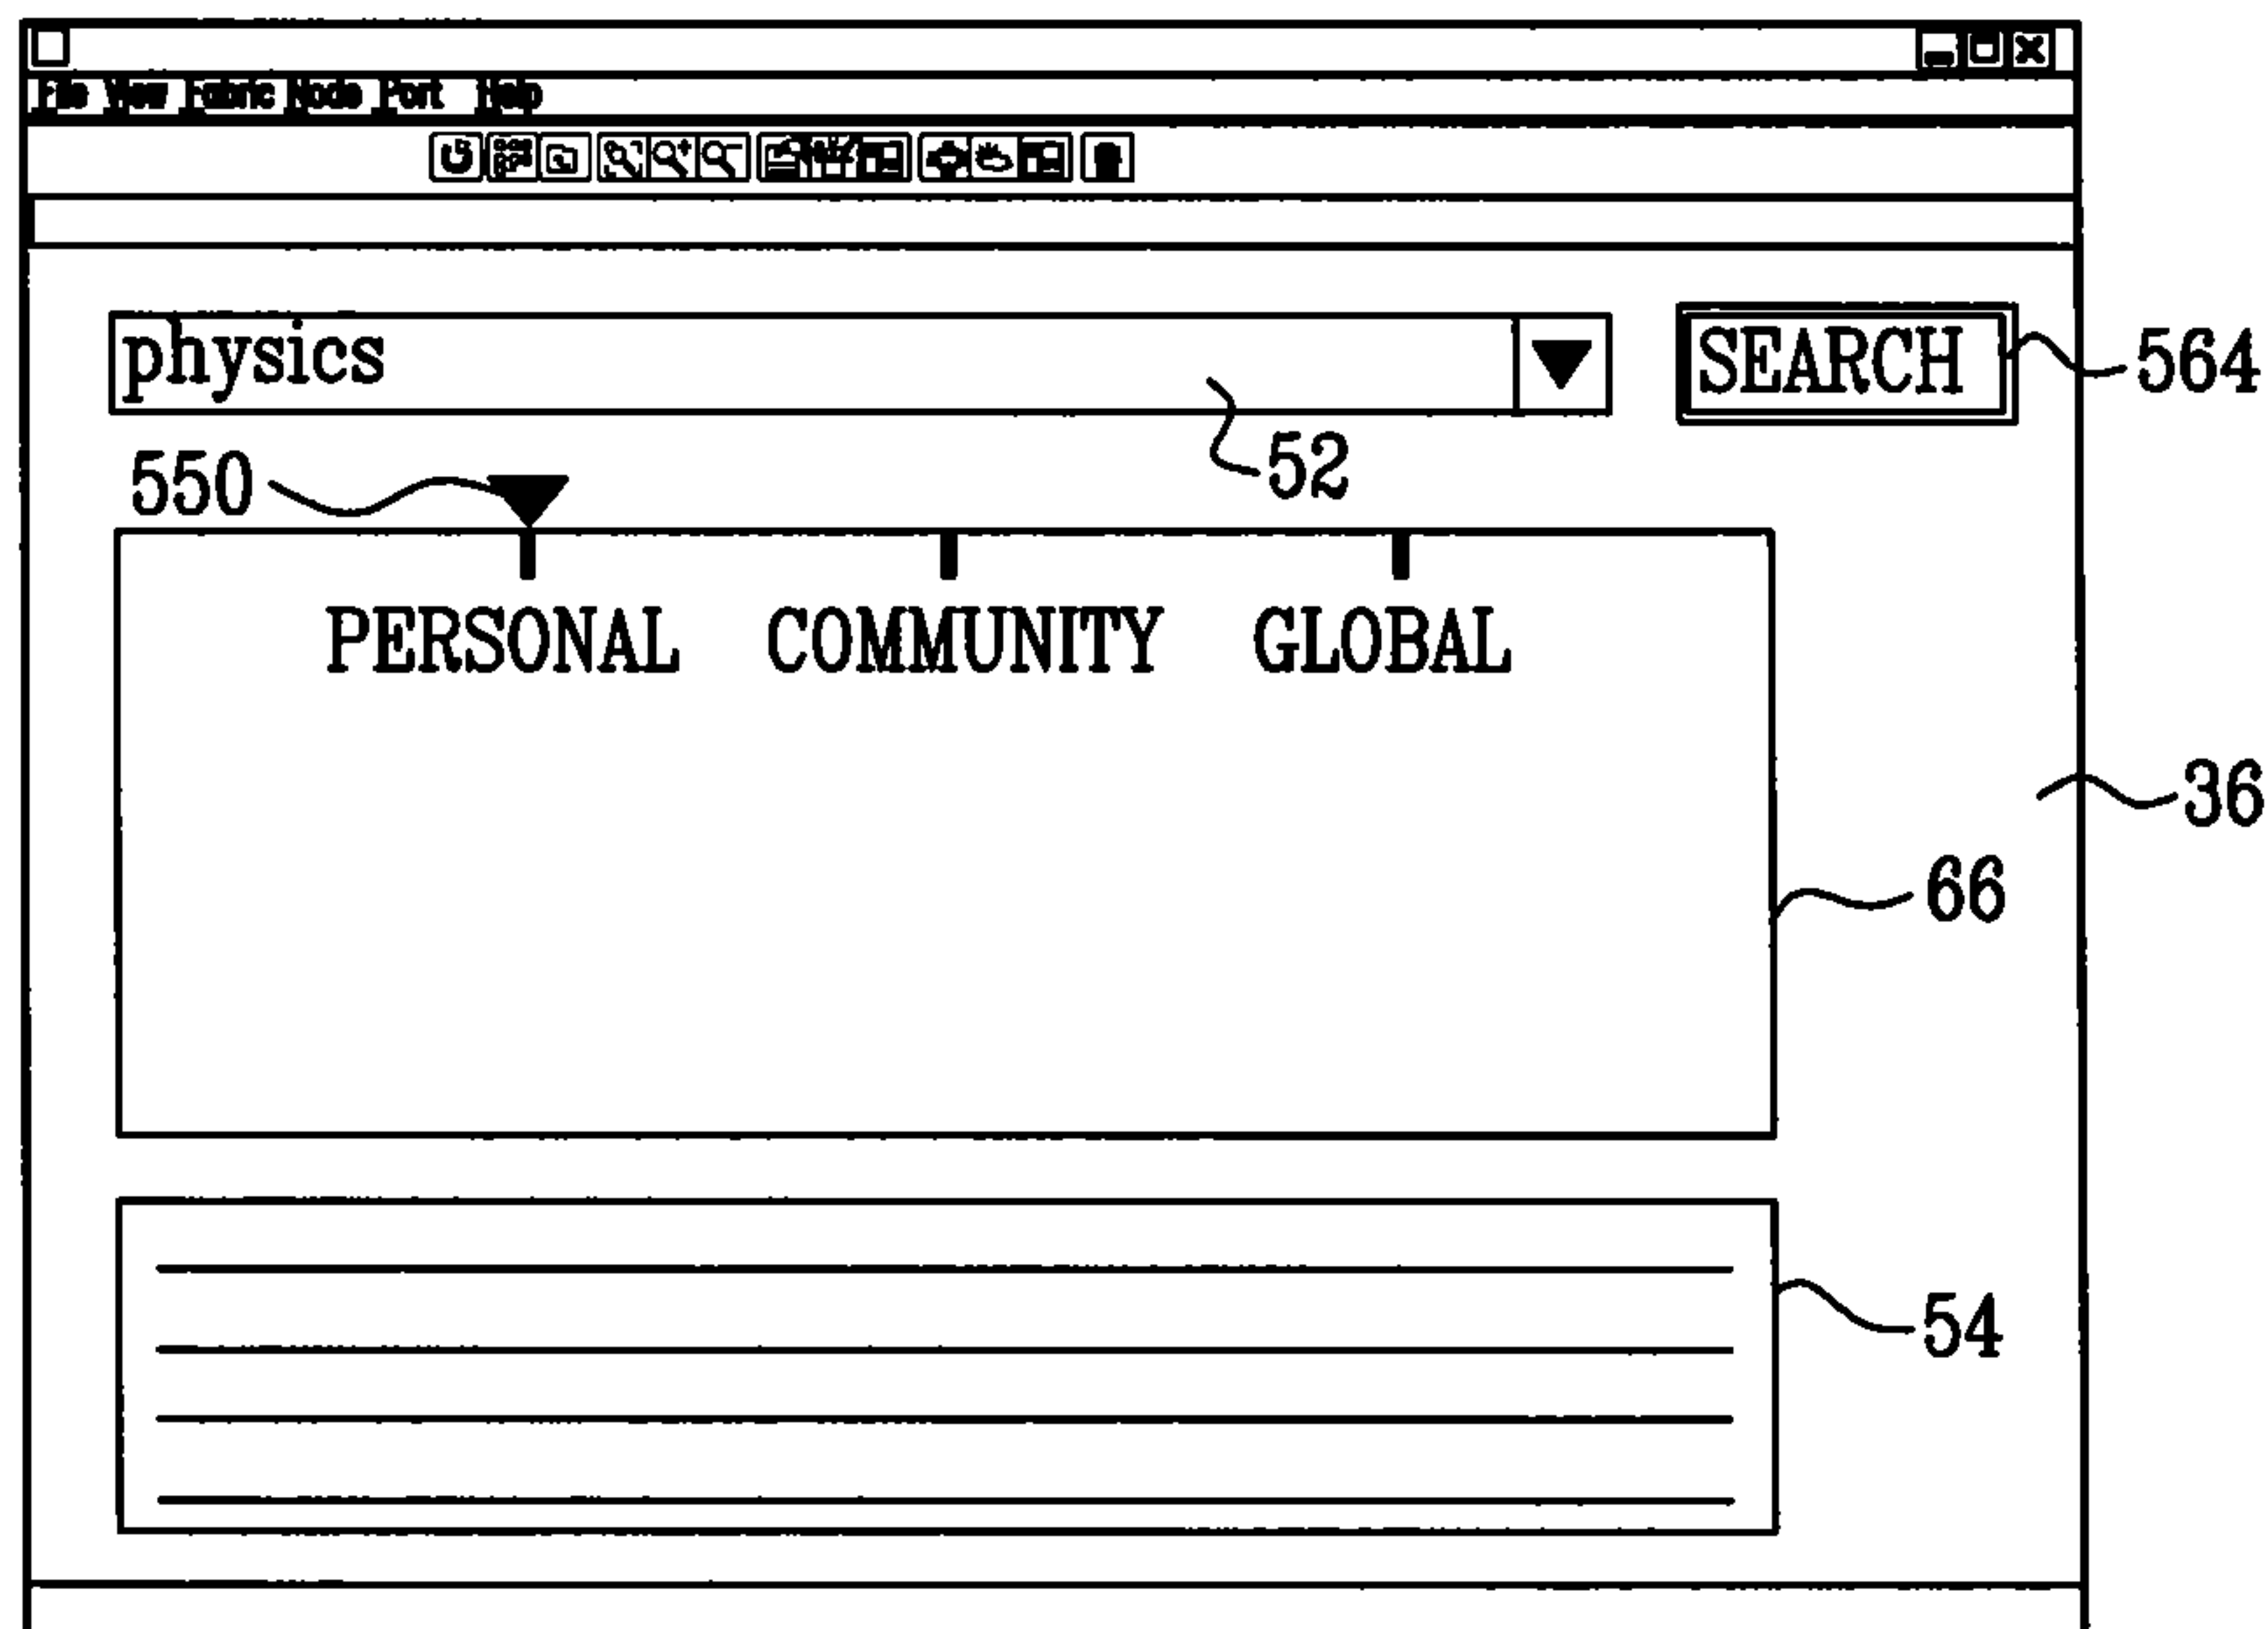 File View Fabric Node Port Help
physics
SEARCH
564
52
550
PERSONAL COMMUNITY GLOBAL
36
66
54